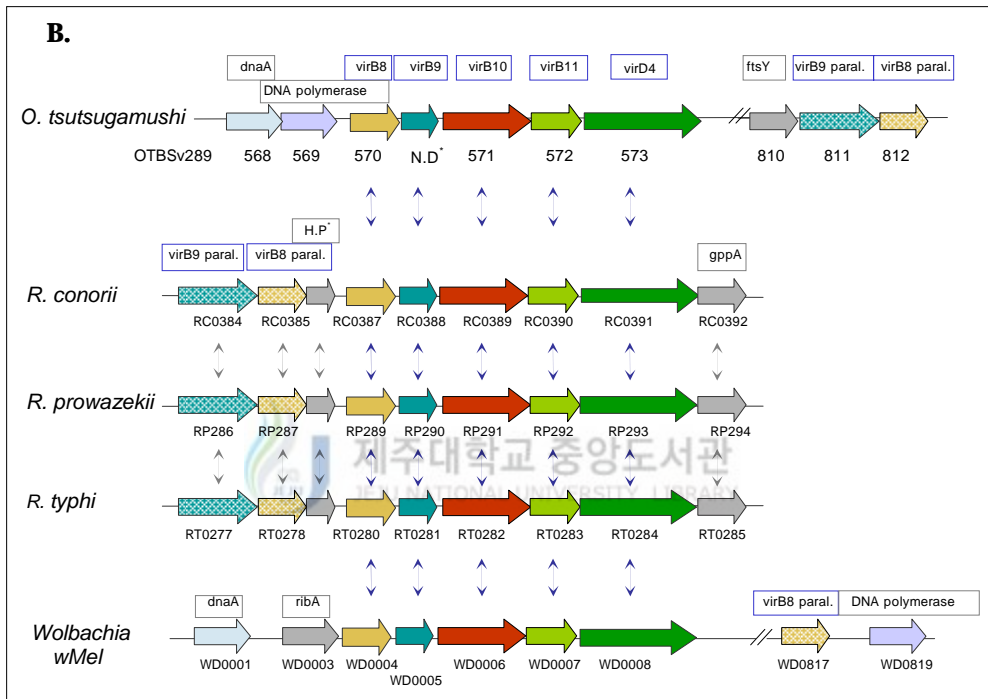 B.
dnaA virB8 virB9 virB10 virB11 virD4 ftsY virB9 paral. virB8 paral.
DNA polymerase
O. tsutsugamushi
OTBSv289 568 569 570 N.D* 571 572 573 810 811 812
H.P*
virB9 paral. virB8 paral. gppA
R. conorii
RC0384 RC0385 RC0387 RC0388 RC0389 RC0390 RC0391 RC0392
R. prowazekii
RP286 RP287 RP289 RP290 RP291 RP292 RP293 RP294
제주대학교 중앙도서관
JEJU NATIONAL UNIVERSITY LIBRARY
R. typhi
RT0277 RT0278 RT0280 RT0281 RT0282 RT0283 RT0284 RT0285
dnaA ribA virB8 paral. DNA polymerase
Wolbachia
wMel
WD0001 WD0003 WD0004 WD0006 WD0007 WD0008 WD0817 WD0819
WD0005